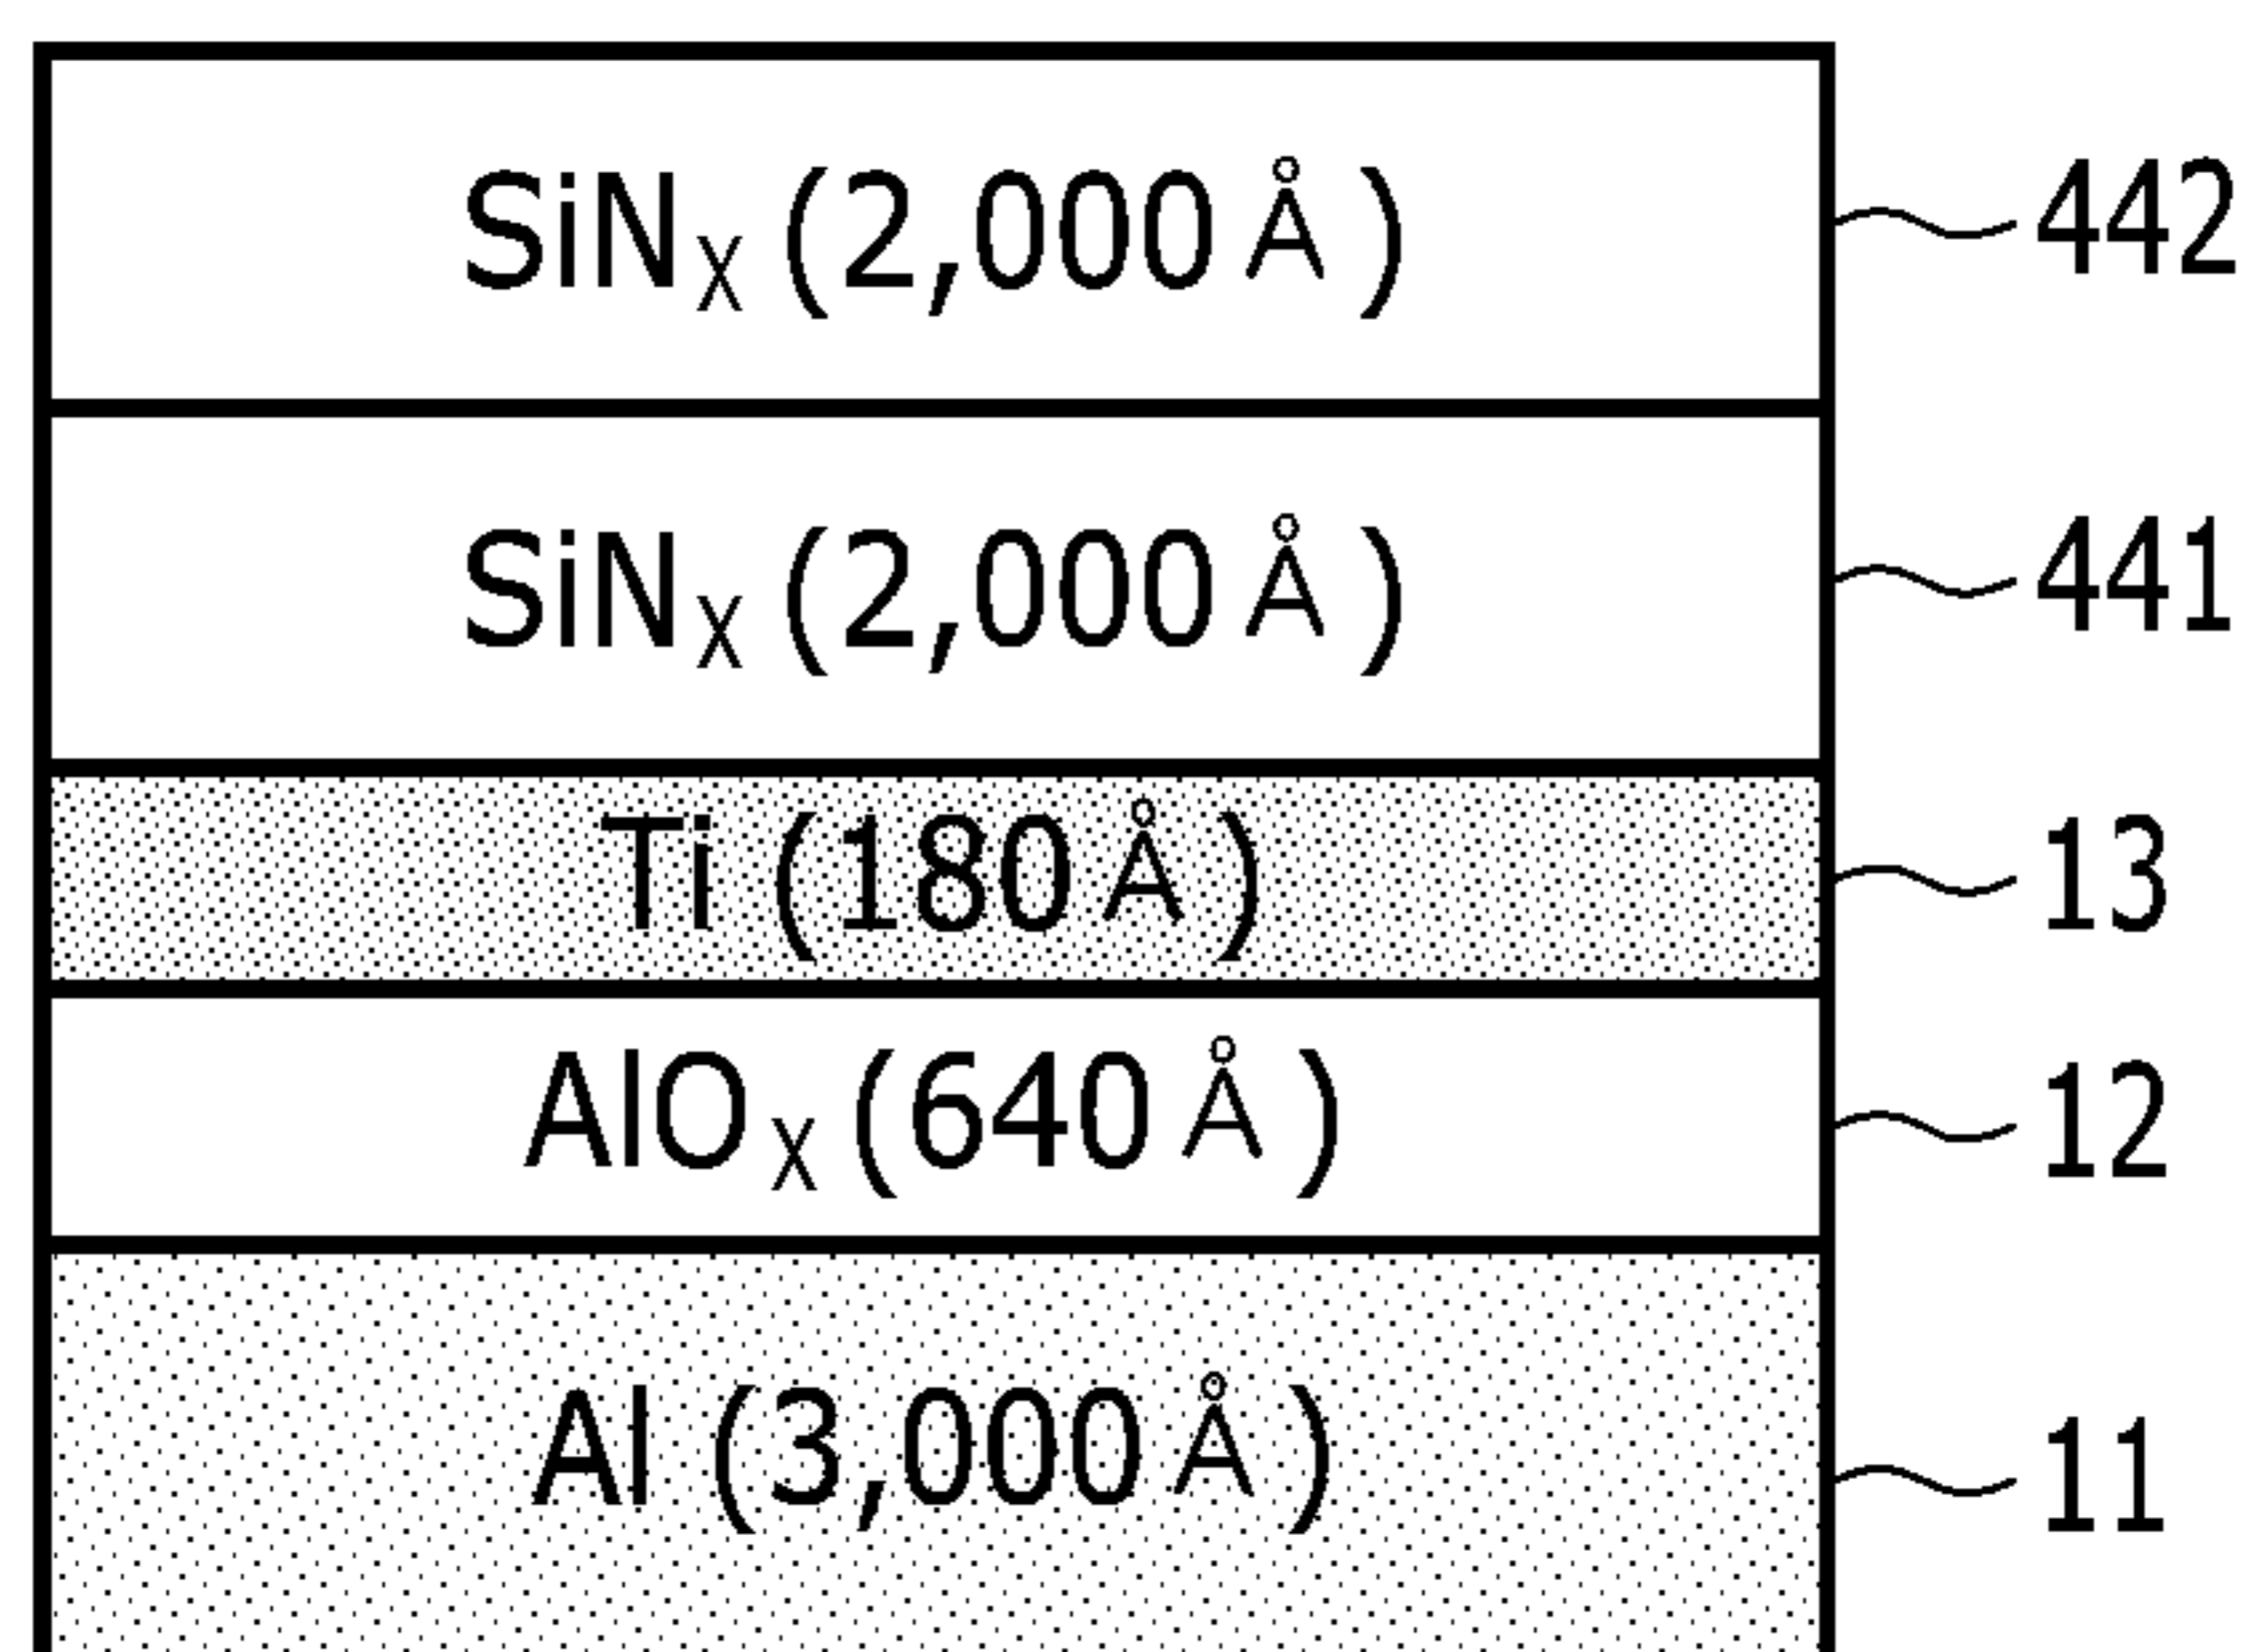 SiNX (2,000 Å) 442
SiNX (2,000 Å) 441
Ti (180 Å) 13
AlOX (640 Å) 12
Al (3,000 Å) 11